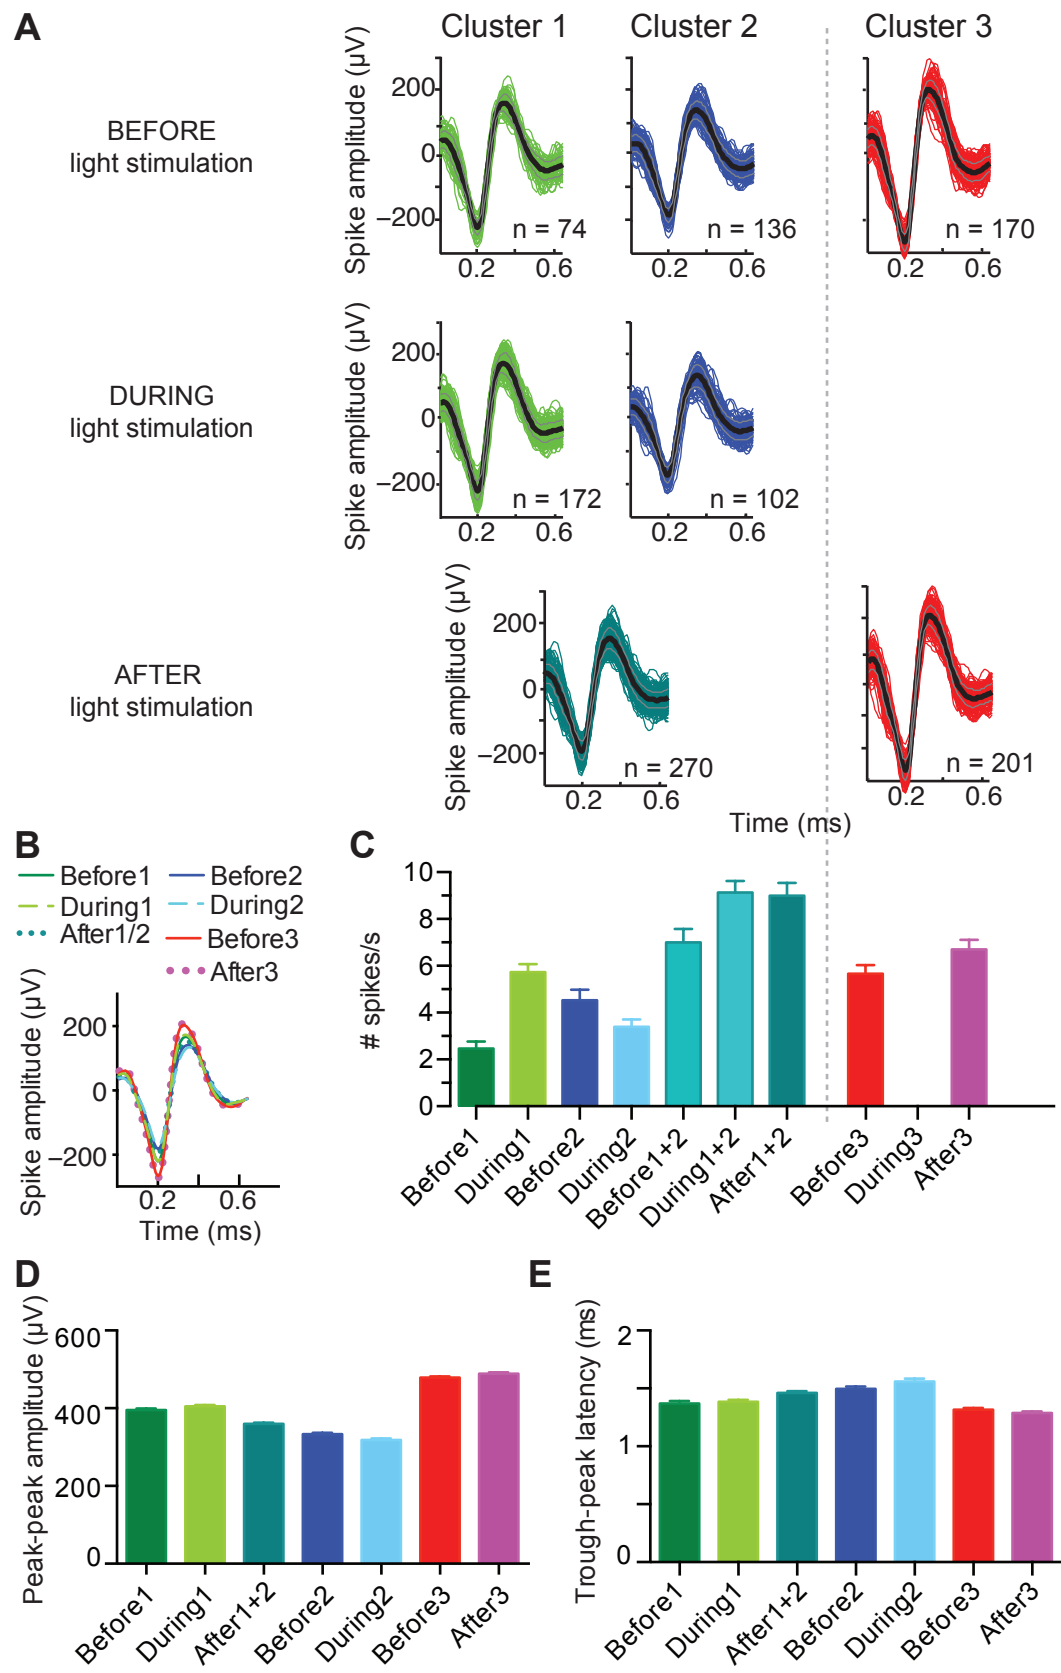 A
Cluster 1
Cluster 2
Cluster 3
BEFORE
light stimulation
Spike amplitude (µV)
200
0
−200
n = 74
0.2
0.6
n = 136
0.2
0.6
n = 170
0.2
0.6
DURING
light stimulation
Spike amplitude (µV)
200
0
−200
n = 172
0.2
0.6
n = 102
0.2
0.6
AFTER
light stimulation
Spike amplitude (µV)
200
0
−200
n = 270
0.2
0.6
n = 201
0.2
0.6
Time (ms)
B
Before1
Before2
During1
During2
After1/2
Before3
After3
Spike amplitude (µV)
200
0
−200
0.2
0.6
Time (ms)
C
# spikes/s
10
8
6
4
2
0
Before1
During1
Before2
During2
Before1+2
During1+2
After1+2
Before3
During3
After3
D
Peak-peak amplitude (µV)
600
400
200
0
Before1
During1
After1+2
Before2
During2
Before3
After3
E
Trough-peak latency (ms)
2
1
0
Before1
During1
After1+2
Before2
During2
Before3
After3